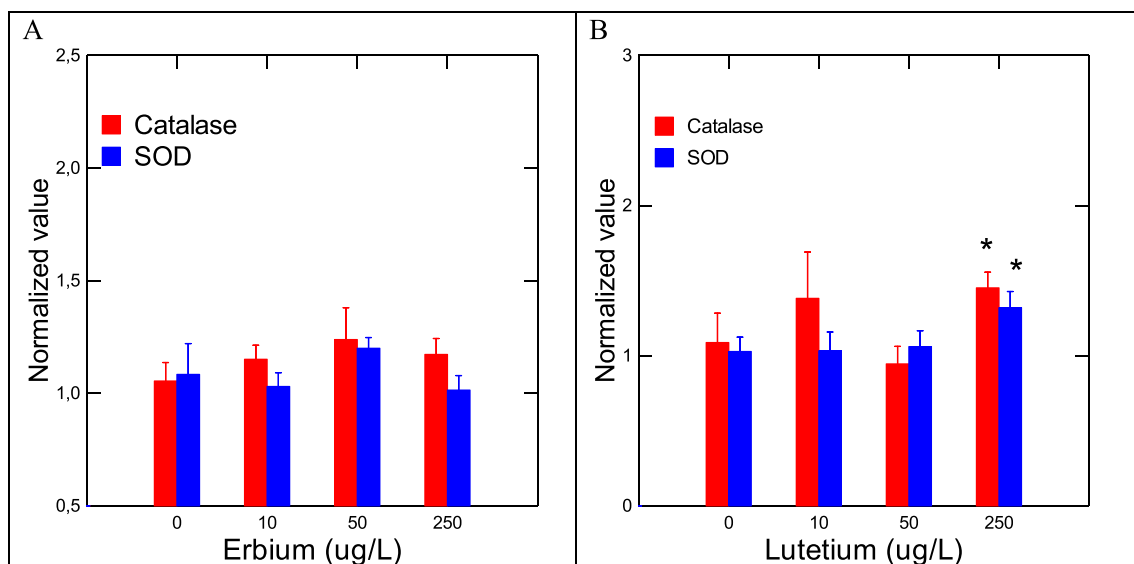 A
2,5
Catalase
SOD
2,0
Normalized value
1,5
1,0
0,5
0 10 50 250
Erbium (ug/L)
B
3
Catalase
SOD
2
Normalized value
* *
1
0
0 10 50 250
Lutetium (ug/L)